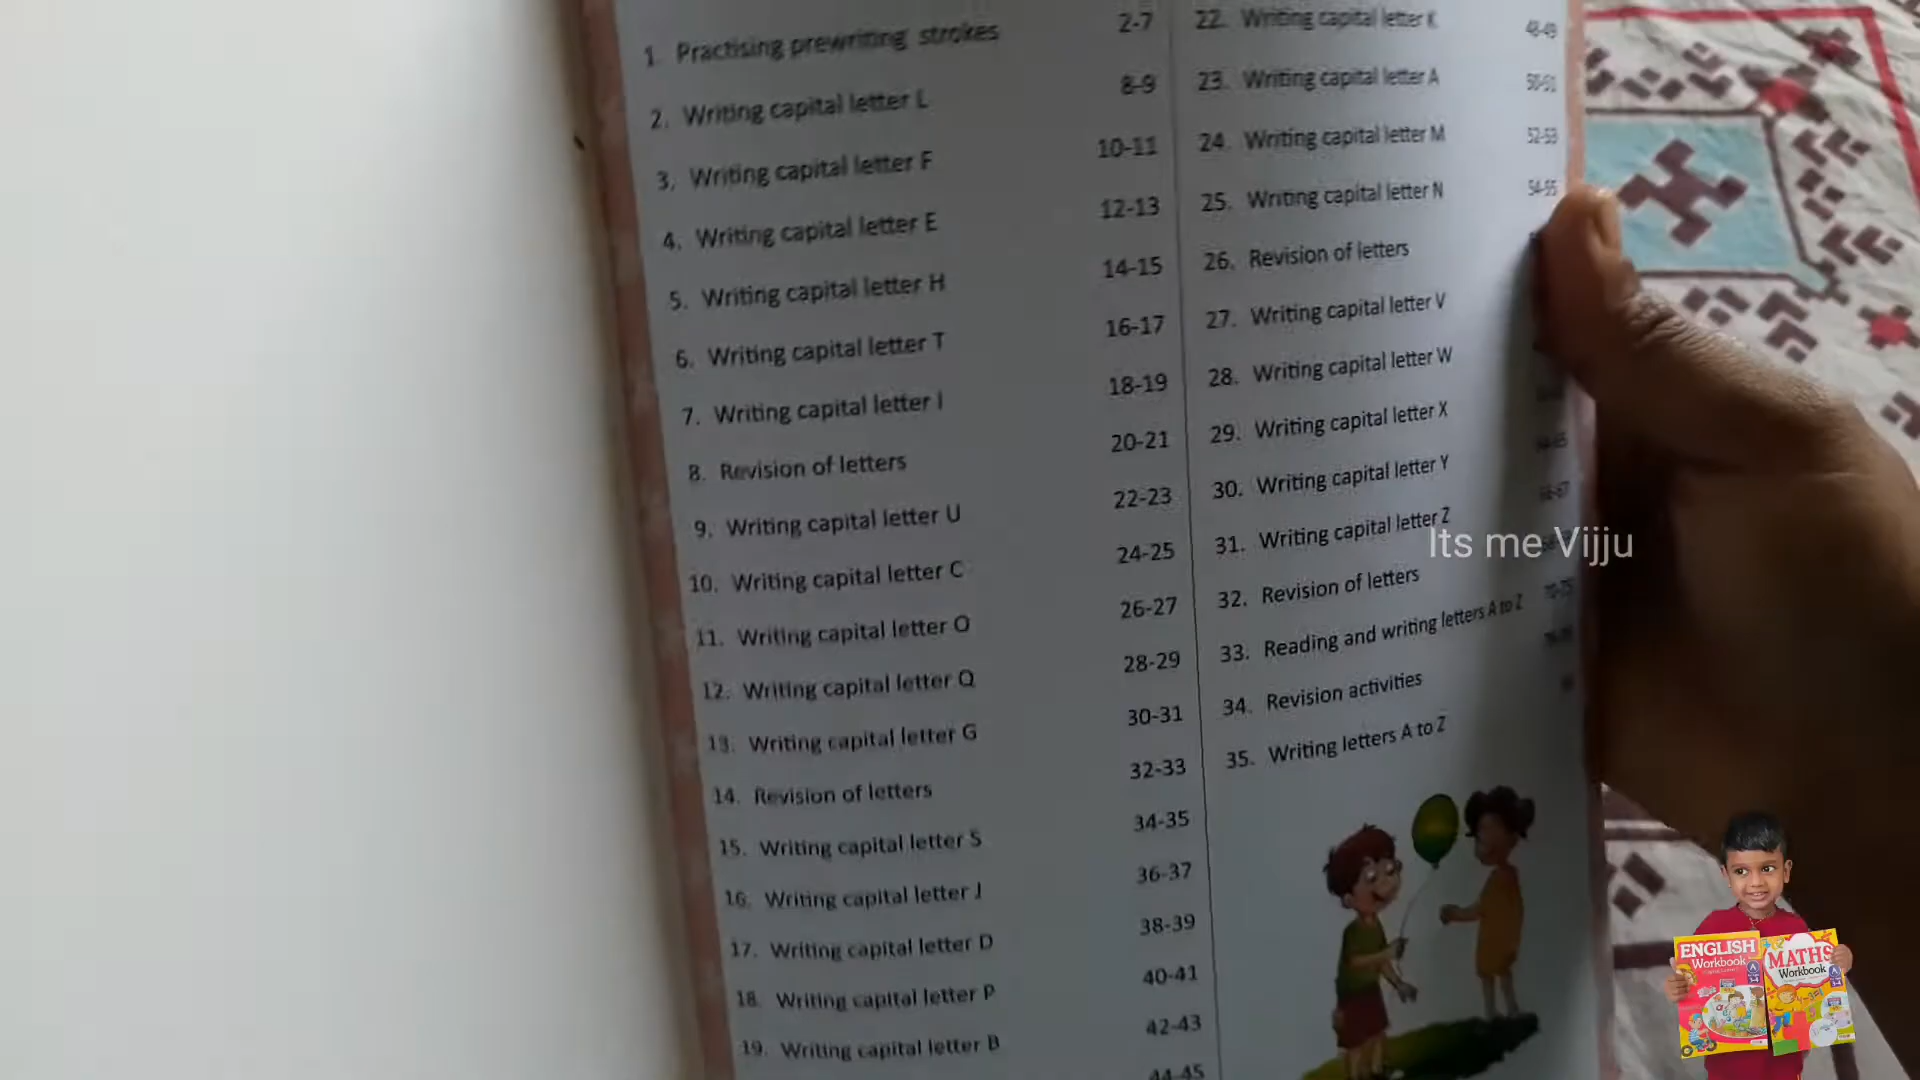 1. Practising prewriting strokes 2-7
2. Writing capital letter L 8-9
3. Writing capital letter F 10-11
4. Writing capital letter E 12-13
5. Writing capital letter H 14-15
6. Writing capital letter T 16-17
7. Writing capital letter I 18-19
8. Revision of letters 20-21
9. Writing capital letter U 22-23
10. Writing capital letter C 24-25
11. Writing capital letter O 26-27
12. Writing capital letter Q 28-29
13. Writing capital letter G 30-31
14. Revision of letters 32-33
15. Writing capital letter S 34-35
16. Writing capital letter J 36-37
17. Writing capital letter D 38-39
18. Writing capital letter P 40-41
19. Writing capital letter B 42-43
44-45
22. Writing capital letter K 48-49
23. Writing capital letter A 50-51
24. Writing capital letter M 52-53
25. Writing capital letter N 54-55
26. Revision of letters
27. Writing capital letter V
28. Writing capital letter W
29. Writing capital letter X
30. Writing capital letter Y 64-65
31. Writing capital letter Z 66-67
32. Revision of letters
33. Reading and writing letters A to Z 70-75
34. Revision activities
35. Writing letters A to Z
Its me Vijju
ENGLISH
Workbook
A
MATHS
Workbook
A